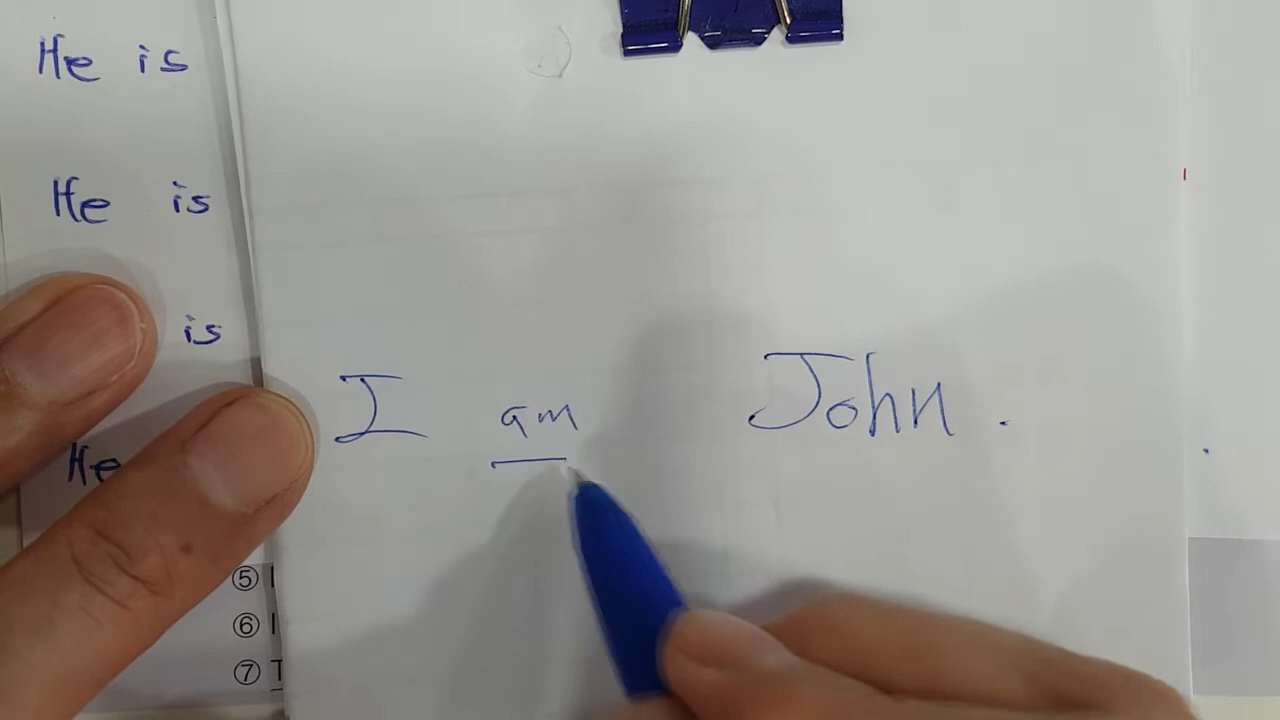 He is
He is
is
I am John.
He
⑤ I
⑥ I
⑦ T